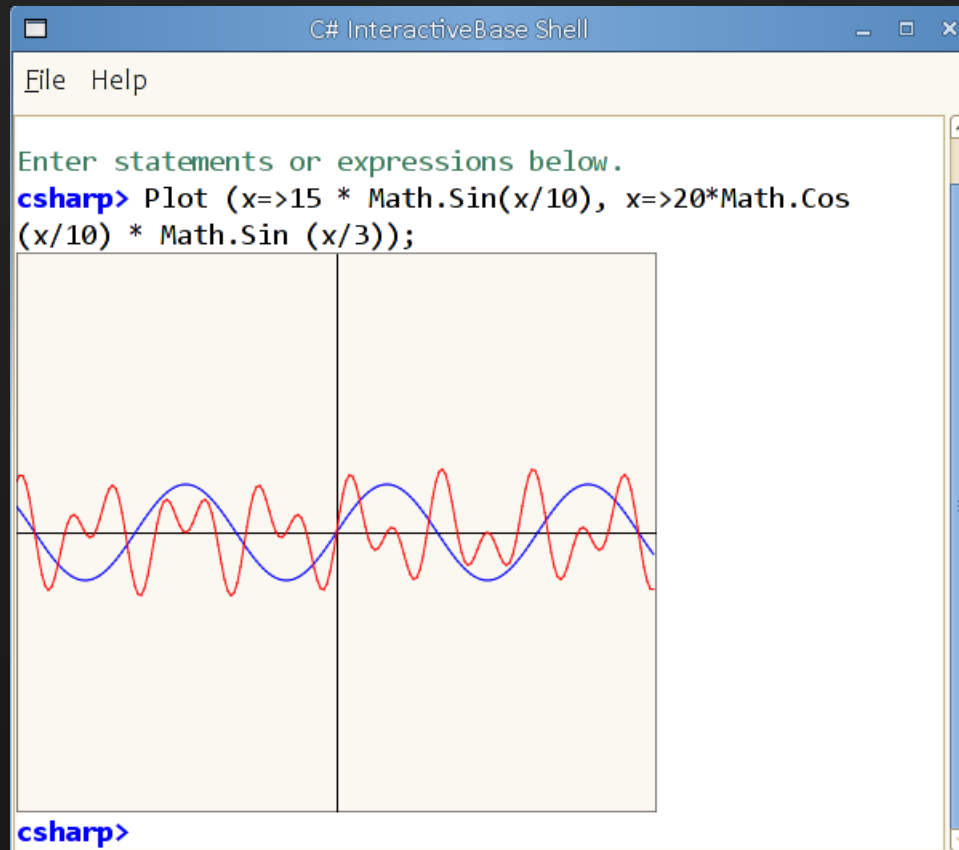 C# InteractiveBase Shell
File Help
Enter statements or expressions below.
csharp> Plot (x=>15 * Math.Sin(x/10), x=>20*Math.Cos
(x/10) * Math.Sin (x/3));
csharp>